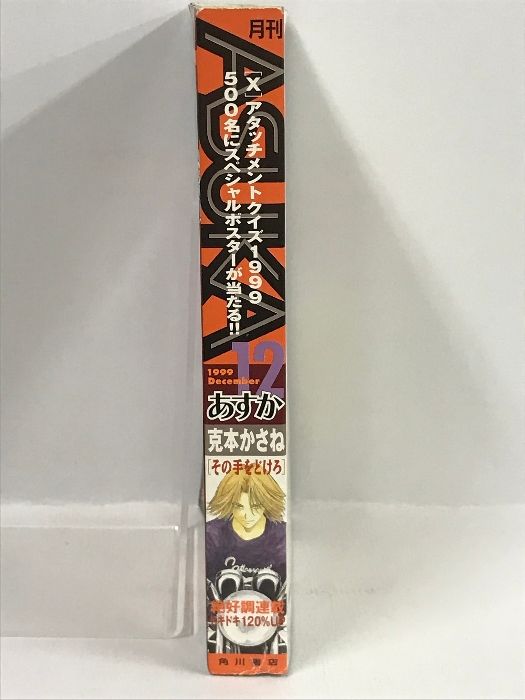 月刊
ASUKA
[X]アタッチメントクイズ1999
500名にスペシャルポスターが当たる!!
12
1999
December
あすか
克本かさね
[その手をどけろ]
絶好調連載
ドキドキ120%UP
角川書店